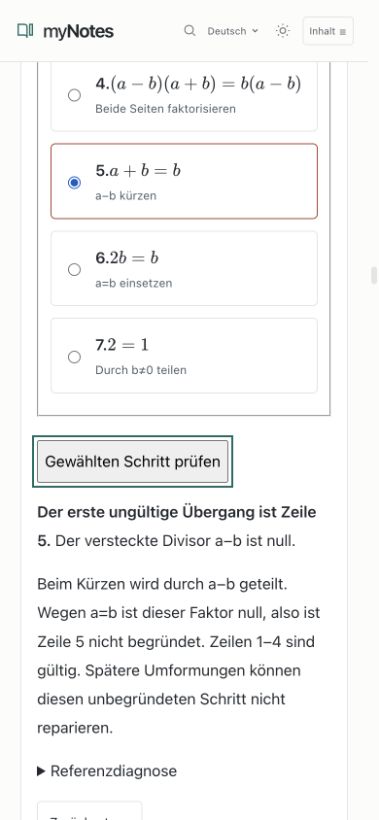 myNotes
Deutsch
Inhalt ≡
4.(a − b)(a + b) = b(a − b)
Beide Seiten faktorisieren
5.a + b = b
a−b kürzen
6.2b = b
a=b einsetzen
7.2 = 1
Durch b≠0 teilen
Gewählten Schritt prüfen
Der erste ungültige Übergang ist Zeile
5. Der versteckte Divisor a−b ist null.
Beim Kürzen wird durch a−b geteilt.
Wegen a=b ist dieser Faktor null, also ist
Zeile 5 nicht begründet. Zeilen 1–4 sind
gültig. Spätere Umformungen können
diesen unbegründeten Schritt nicht
reparieren.
Referenzdiagnose